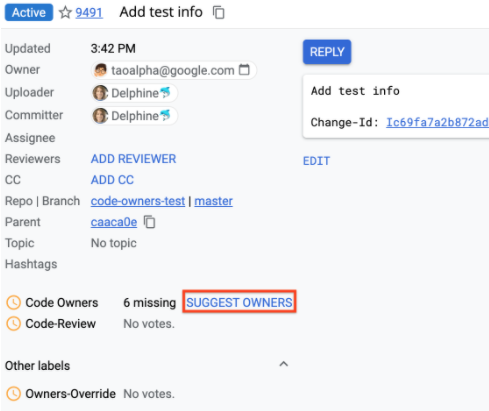 Active 9491 Add test info
Updated 3:42 PM
Owner taoalpha@google.com
Uploader Delphine
Committer Delphine
Assignee
Reviewers ADD REVIEWER
CC ADD CC
Repo | Branch code-owners-test | master
Parent caaca0e
Topic No topic
Hashtags
Code Owners 6 missing SUGGEST OWNERS
Code-Review No votes.
Other labels
Owners-Override No votes.
REPLY
Add test info
Change-Id: Ic69fa7a2b872ad
EDIT